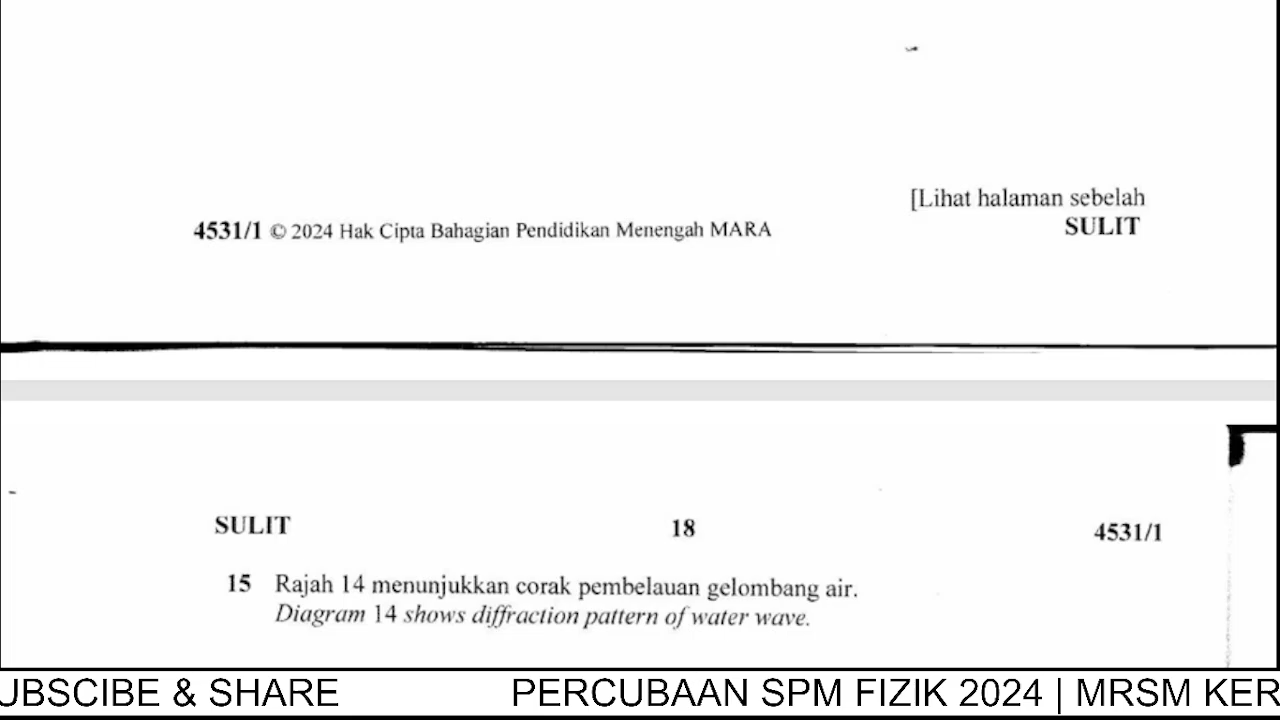 [Lihat halaman sebelah
4531/1 © 2024 Hak Cipta Bahagian Pendidikan Menengah MARA
SULIT
SULIT 18 4531/1
15 Rajah 14 menunjukkan corak pembelauan gelombang air.
Diagram 14 shows diffraction pattern of water wave.
UBSCIBE & SHARE PERCUBAAN SPM FIZIK 2024 | MRSM KER